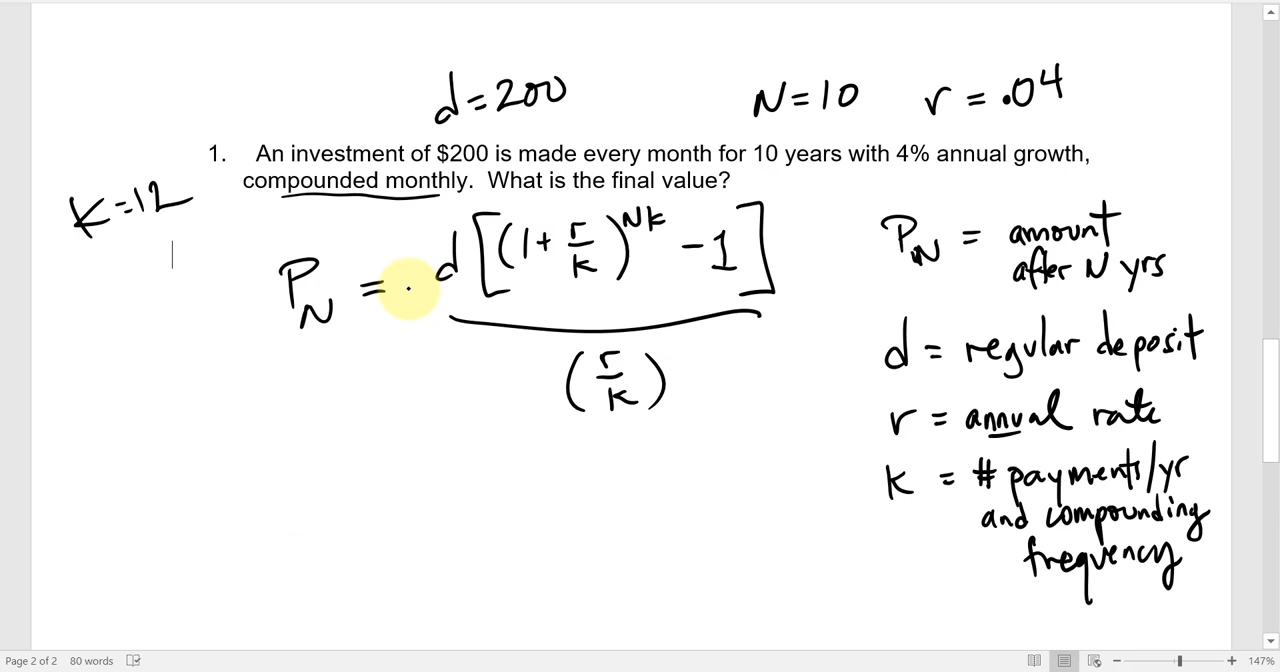 d=200 N=10 r=.04
1. An investment of $200 is made every month for 10 years with 4% annual growth,
compounded monthly. What is the final value?
K=12
P_N = d[(1+r/k)^{Nk} -1] / (r/k)
P_N = amount
after N yrs
d = regular deposit
r = annual rate
k = # payments/yr
and compounding
frequency
Page 2 of 2 80 words 147%